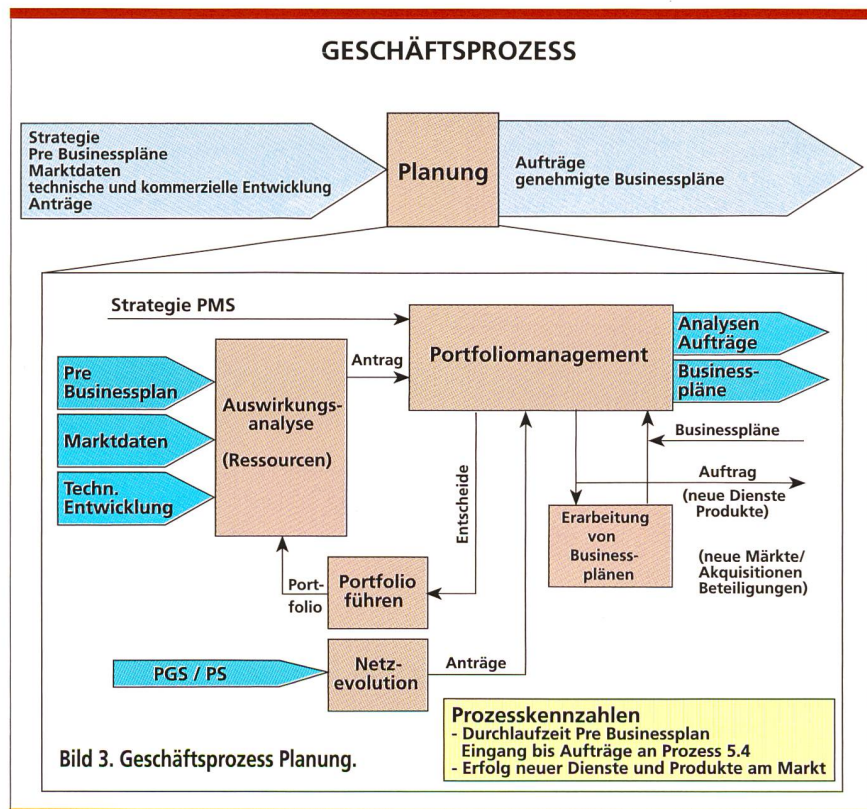 GESCHÄFTSPROZESS
Strategie
Pre Businesspläne
Marktdaten
technische und kommerzielle Entwicklung
Anträge
Planung
Aufträge
genehmigte Businesspläne
Strategie PMS
Pre
Businessplan
Marktdaten
Techn.
Entwicklung
Auswirkungs-
analyse
(Ressourcen)
Antrag
Portfoliomanagement
Analysen
Aufträge
Business-
pläne
Businesspläne
Auftrag
(neue Dienste
Produkte)
(neue Märkte/
Akquisitionen
Beteiligungen)
Erarbeitung
von
Business-
plänen
Entscheide
Port-
folio
Portfolio
führen
PGS / PS
Netz-
evolution
Anträge
Prozesskennzahlen
- Durchlaufzeit Pre Businessplan
Eingang bis Aufträge an Prozess 5.4
- Erfolg neuer Dienste und Produkte am Markt
Bild 3. Geschäftsprozess Planung.